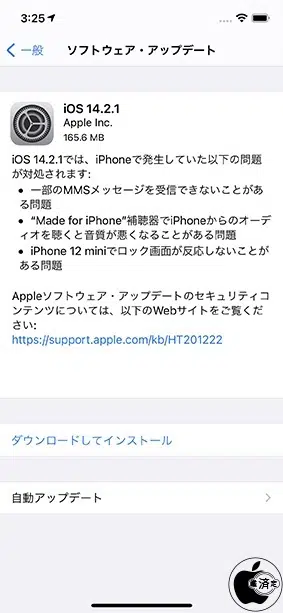 3:25
一般
ソフトウェア・アップデート
iOS 14.2.1
Apple Inc.
165.6 MB
iOS 14.2.1では、iPhoneで発生していた以下の問題
が対処されます:
• 一部のMMSメッセージを受信できないことがあ
る問題
• “Made for iPhone”補聴器でiPhoneからのオーデ
ィオを聴くと音質が悪くなることがある問題
• iPhone 12 miniでロック画面が反応しないことが
ある問題
Appleソフトウェア・アップデートのセキュリティコ
ンテンツについては、以下のWebサイトをご覧くだ
さい:
https://support.apple.com/kb/HT201222
ダウンロードしてインストール
自動アップデート